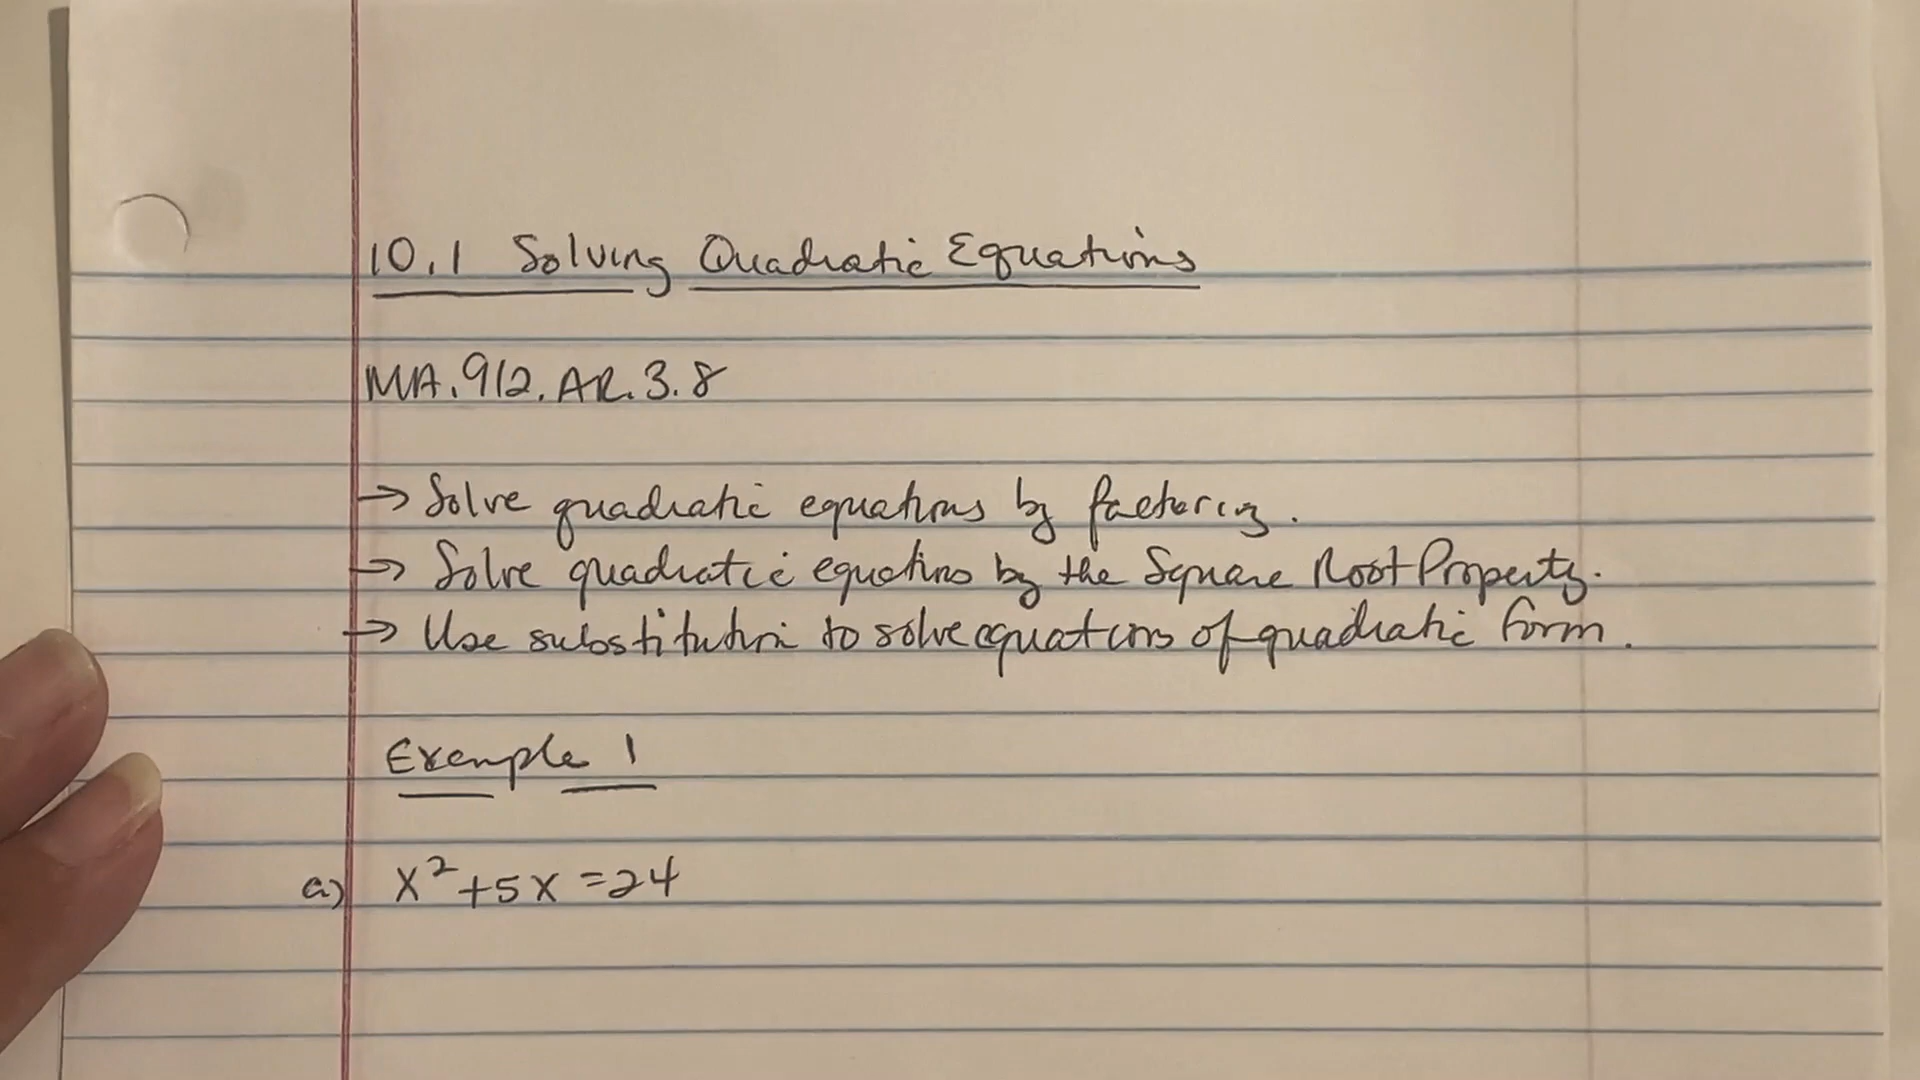 10.1 Solving Quadratic Equations
MA.912.AR.3.8
→ Solve quadratic equations by factoring.
→ Solve quadratic equations by the Square Root Property.
→ Use substitution to solve equations of quadratic form.
Example 1
a) x²+5x=24